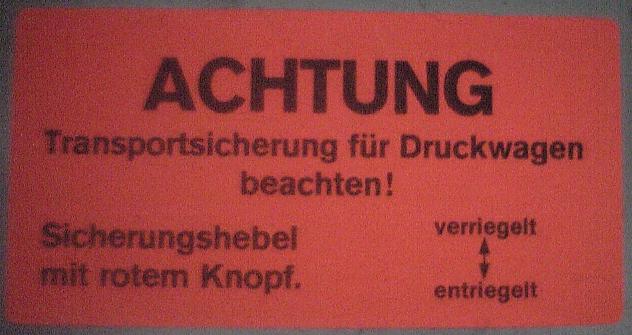 ACHTUNG
Transportsicherung für Druckwagen
beachten!
Sicherungshebel
mit rotem Knopf.
verriegelt
entriegelt